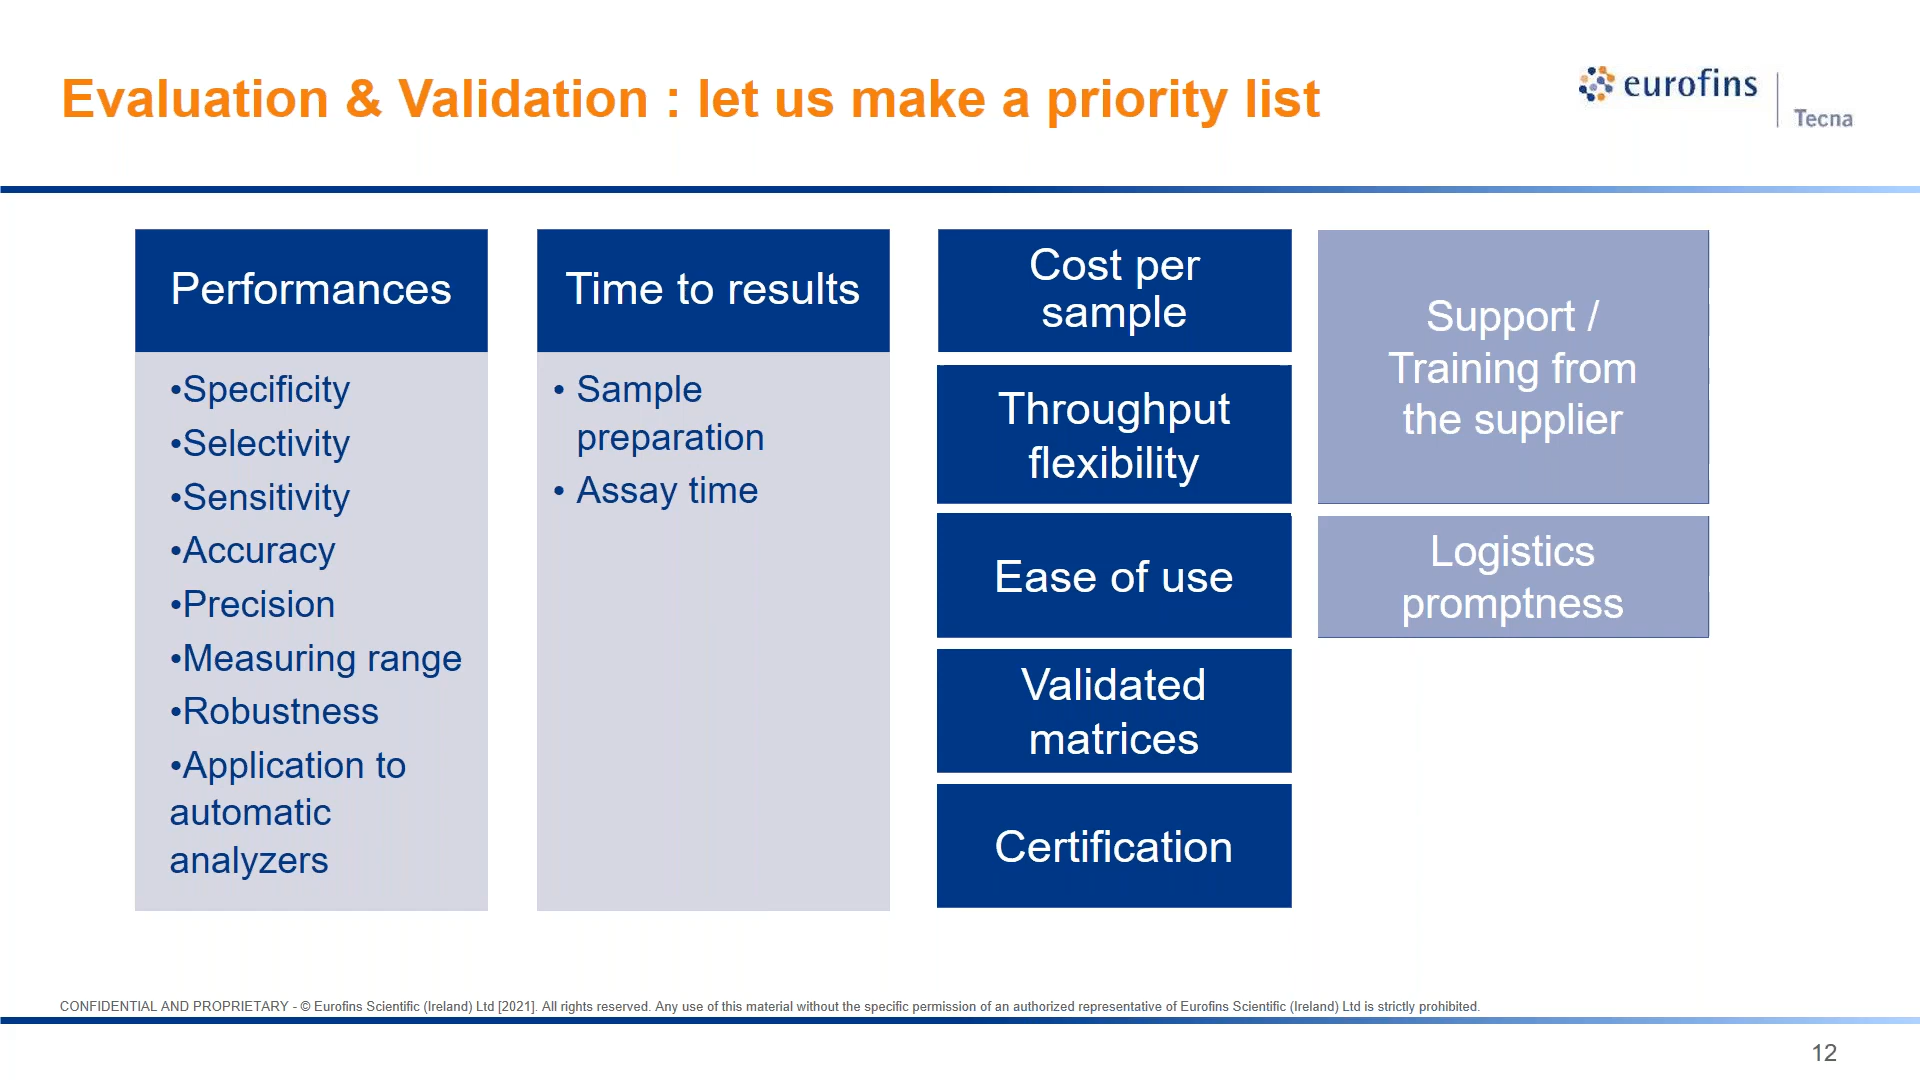 Evaluation & Validation : let us make a priority list
eurofins
Tecna
Performances
•Specificity
•Selectivity
•Sensitivity
•Accuracy
•Precision
•Measuring range
•Robustness
•Application to
automatic
analyzers
Time to results
• Sample
preparation
• Assay time
Cost per
sample
Throughput
flexibility
Ease of use
Validated
matrices
Certification
Support /
Training from
the supplier
Logistics
promptness
CONFIDENTIAL AND PROPRIETARY - © Eurofins Scientific (Ireland) Ltd [2021]. All rights reserved. Any use of this material without the specific permission of an authorized representative of Eurofins Scientific (Ireland) Ltd is strictly prohibited.
12